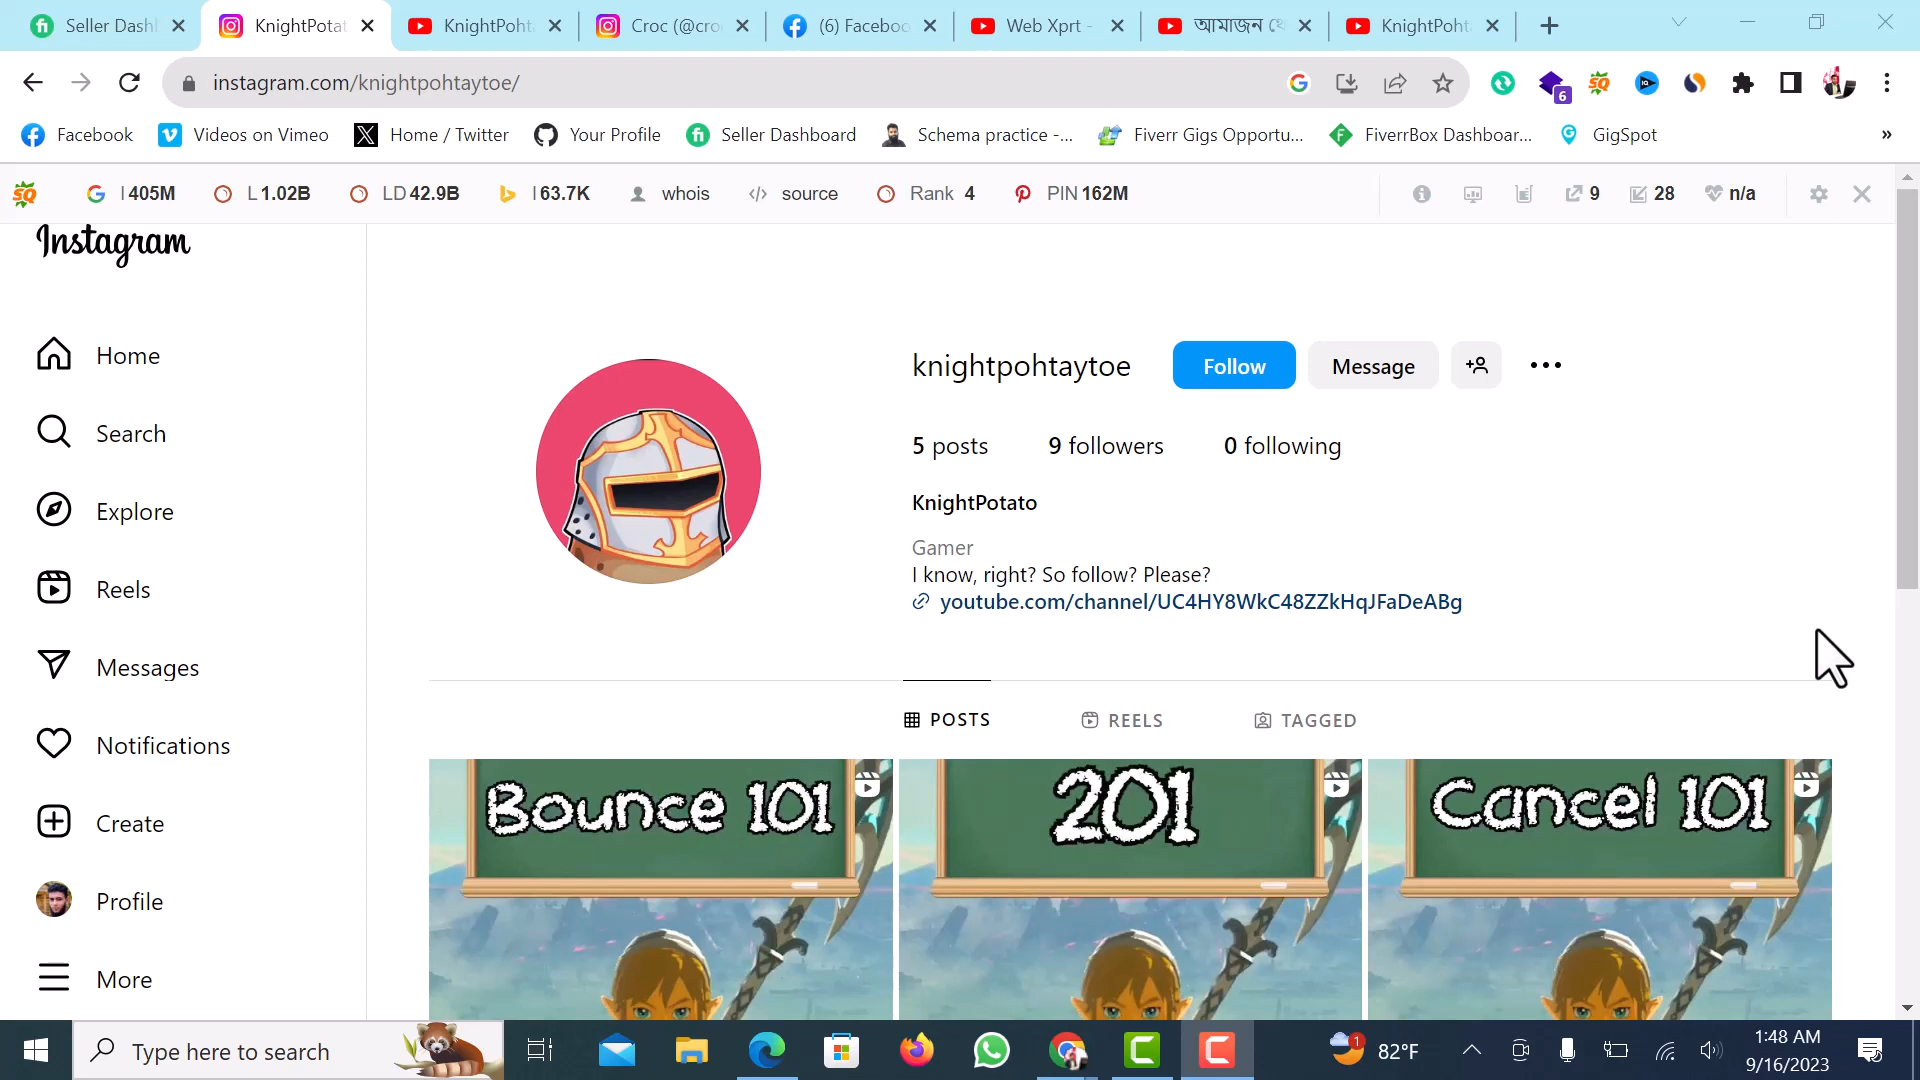 Seller Dashl
KnightPotat
KnightPoht
Croc (@cro
(6) Faceboo
Web Xprt -
আমাজন থে
KnightPoht
instagram.com/knightpohtaytoe/
6
Facebook
Videos on Vimeo
Home / Twitter
Your Profile
Seller Dashboard
Schema practice -...
Fiverr Gigs Opportu...
FiverrBox Dashboar...
GigSpot
»
SQ
I 405M
L 1.02B
LD 42.9B
I 63.7K
whois
source
Rank 4
PIN 162M
9
28
n/a
Instagram
Home
Search
Explore
Reels
Messages
Notifications
Create
Profile
More
knightpohtaytoe
Follow
Message
5 posts
9 followers
0 following
KnightPotato
Gamer
I know, right? So follow? Please?
youtube.com/channel/UC4HY8WkC48ZZkHqJFaDeABg
POSTS
REELS
TAGGED
Bounce 101
201
Cancel 101
Type here to search
1
82°F
1:48 AM
9/16/2023